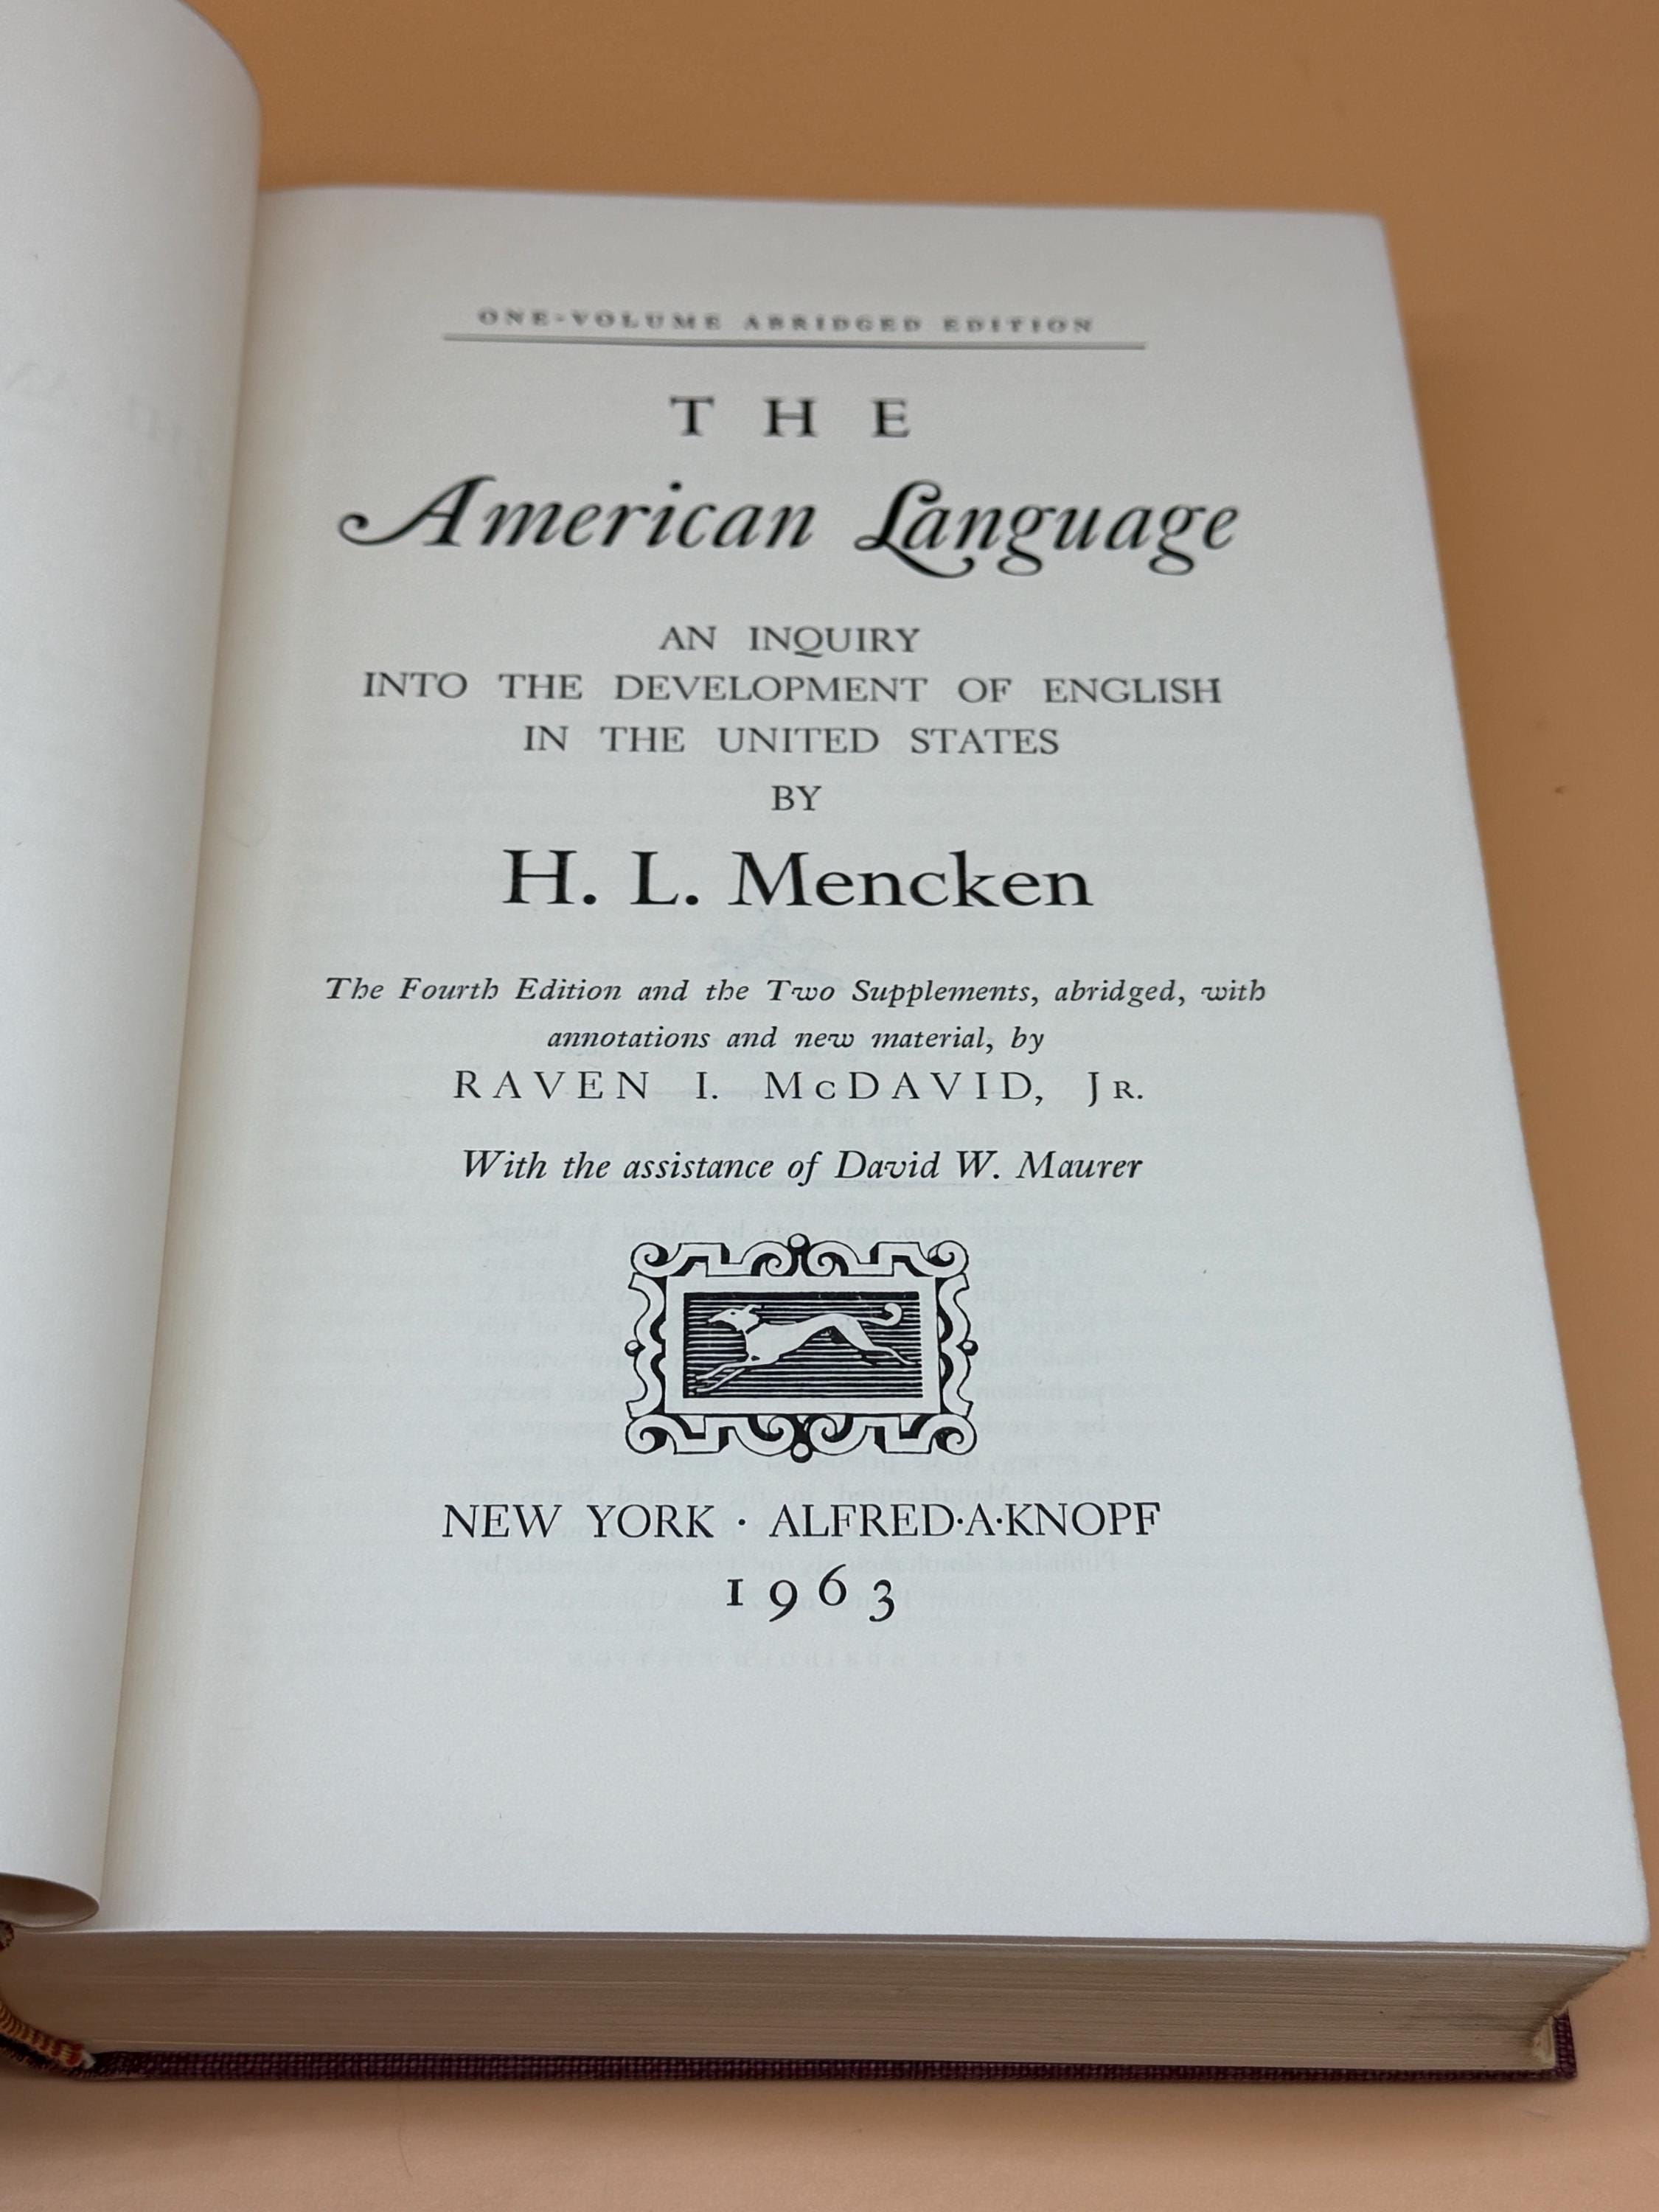 ONE-VOLUME ABRIDGED EDITION
THE
American Language
AN INQUIRY
INTO THE DEVELOPMENT OF ENGLISH
IN THE UNITED STATES
BY
H. L. Mencken
The Fourth Edition and the Two Supplements, abridged, with
annotations and new material, by
RAVEN I. McDAVID, JR.
With the assistance of David W. Maurer
NEW YORK · ALFRED·A·KNOPF
1963